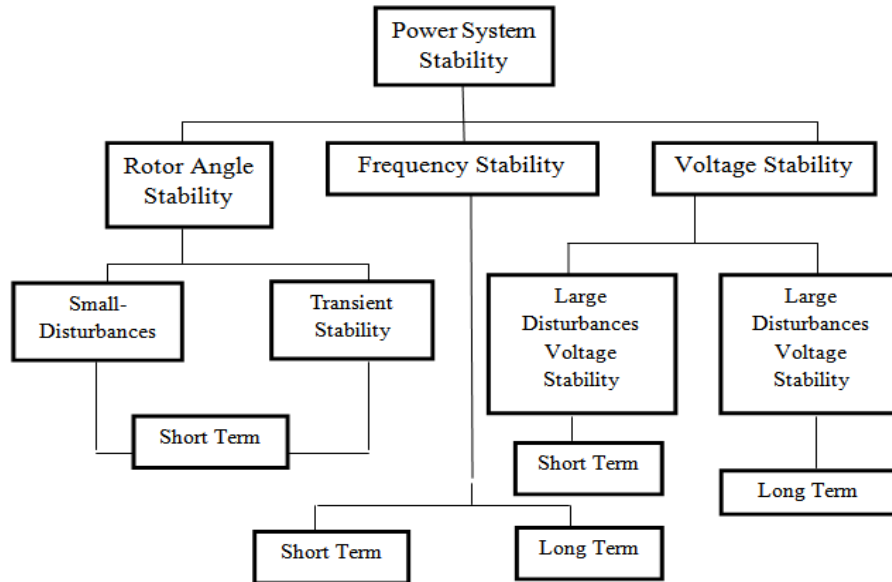 Power System
Stability
Rotor Angle
Stability
Frequency Stability
Voltage Stability
Small-
Disturbances
Transient
Stability
Large
Disturbances
Voltage
Stability
Large
Disturbances
Voltage
Stability
Short Term
Short Term
Long Term
Short Term
Long Term